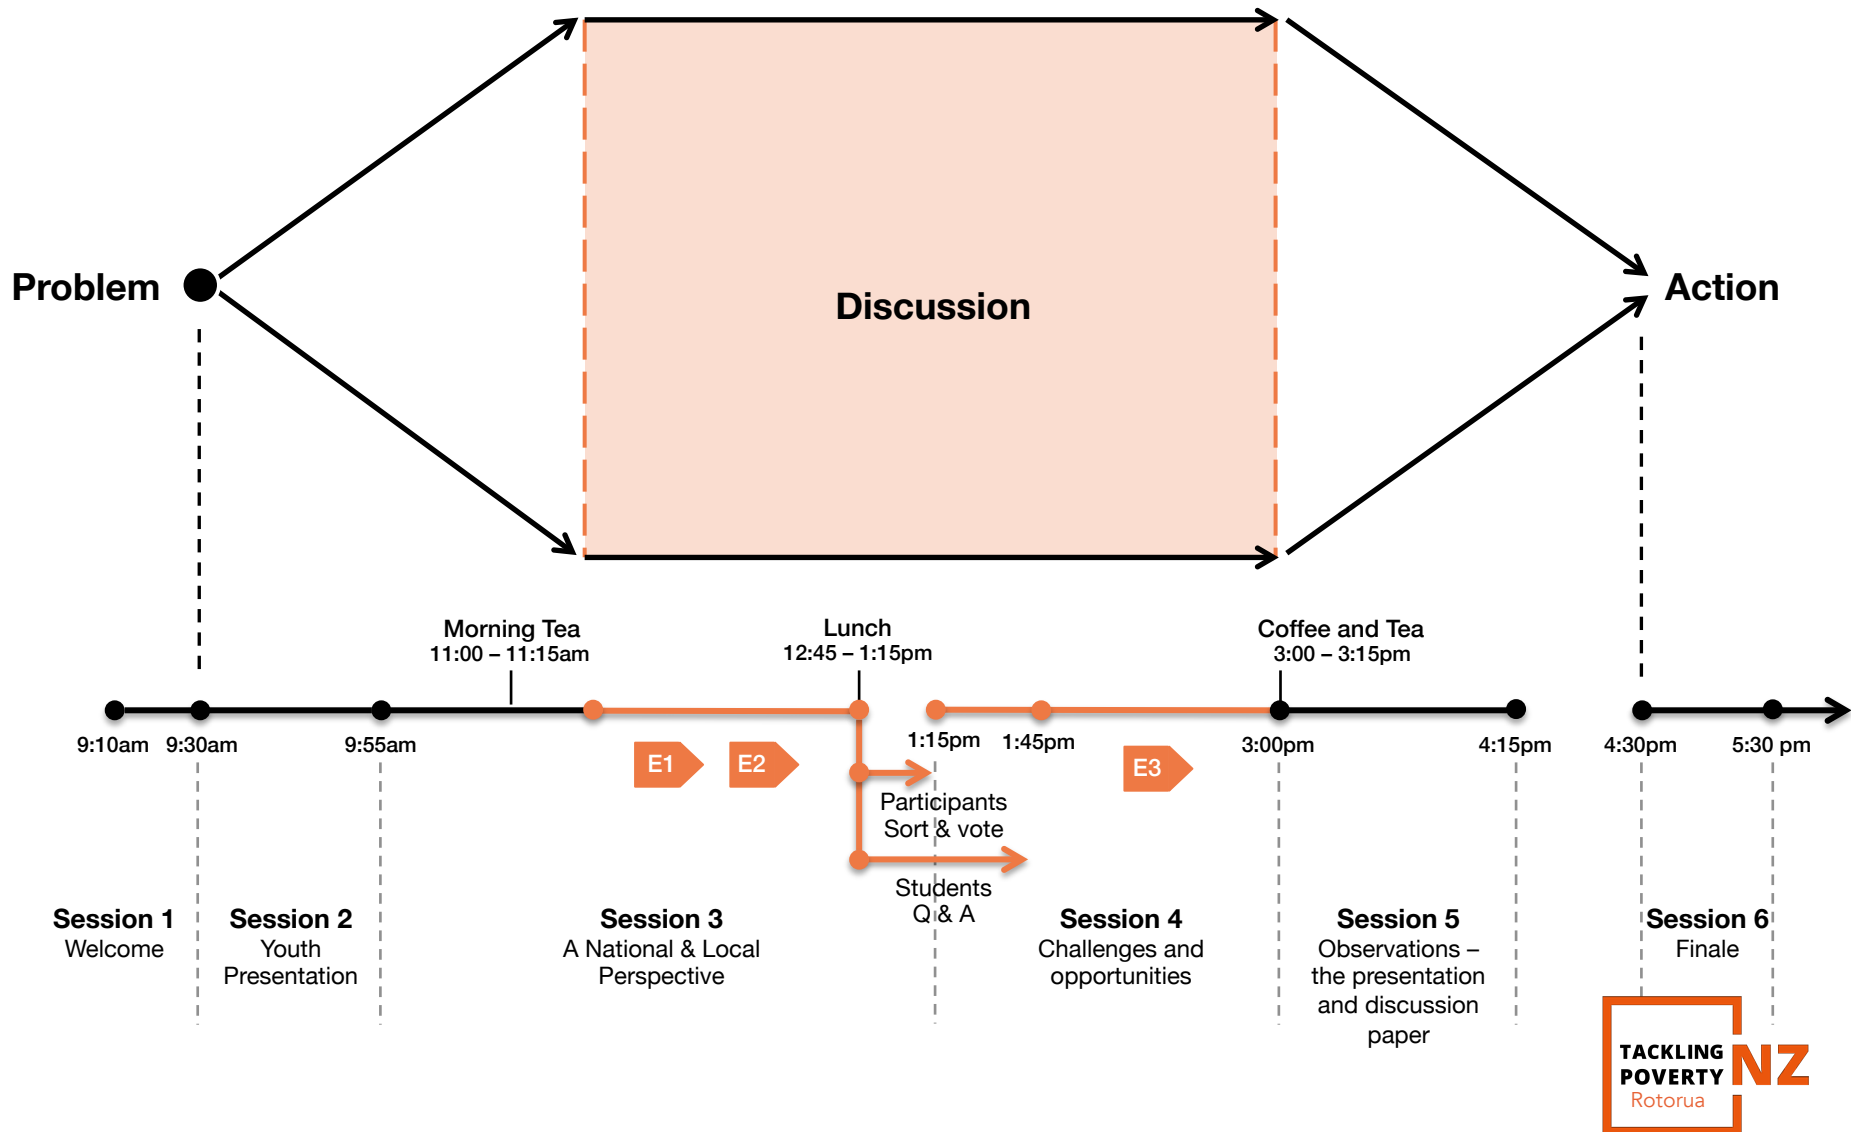 Problem
Discussion
Action
Morning Tea
11:00 – 11:15am
Lunch
12:45 – 1:15pm
Coffee and Tea
3:00 – 3:15pm
9:10am
9:30am
9:55am
1:15pm
1:45pm
3:00pm
4:15pm
4:30pm
5:30 pm
E1
E2
E3
Participants
Sort & vote
Students
Q & A
Session 1
Welcome
Session 2
Youth
Presentation
Session 3
A National & Local
Perspective
Session 4
Challenges and
opportunities
Session 5
Observations –
the presentation
and discussion
paper
Session 6
Finale
TACKLING
POVERTY
NZ
Rotorua